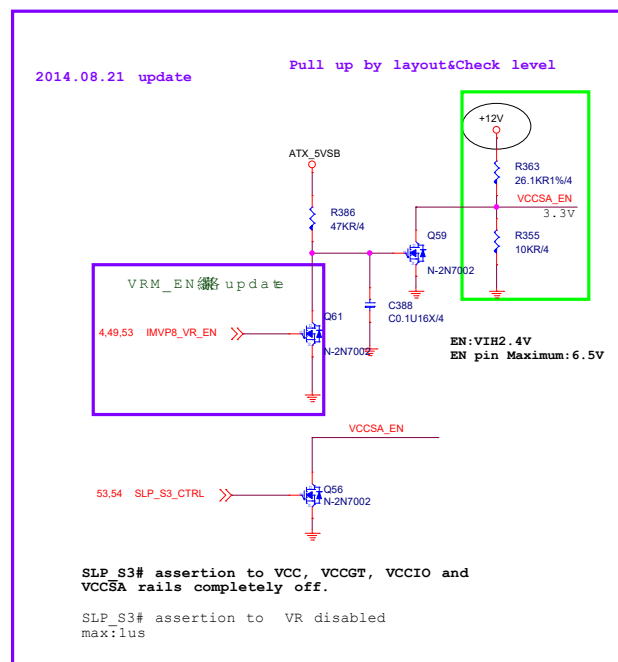 Pull up by layout&Check level
2014.08.21 update
+12V
ATX_5VSB
R363
26.1KR1%/4
VCCSA_EN
3.3V
R386
47KR/4
Q59
R355
10KR/4
N-2N7002
VRM_EN update
C388
C0.1U16X/4
Q61
4,49,53 IMVP8_VR_EN
N-2N7002
EN:VIH2.4V
EN pin Maximum:6.5V
VCCSA_EN
53,54 SLP_S3_CTRL
Q56
N-2N7002
SLP_S3# assertion to VCC, VCCGT, VCCIO and
VCCSA rails completely off.
SLP_S3# assertion to VR disabled
max:1us